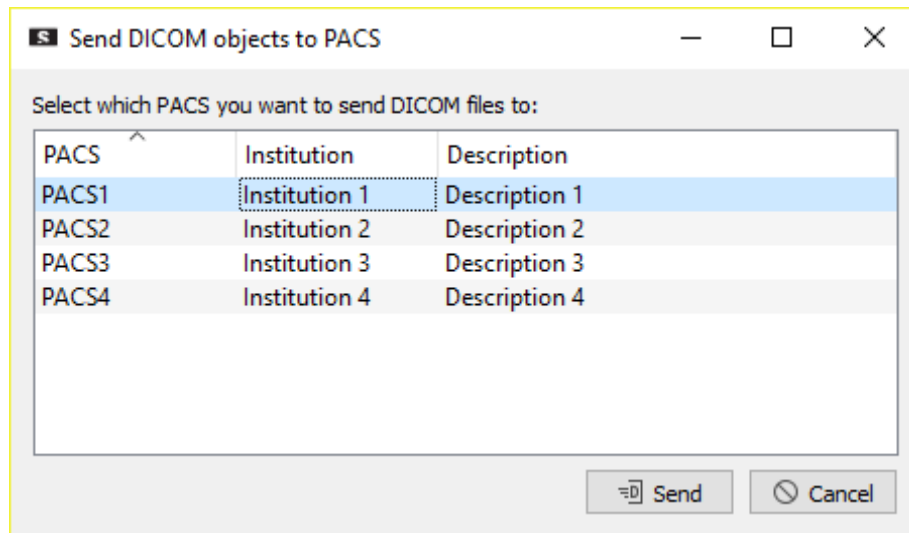 S Send DICOM objects to PACS
Select which PACS you want to send DICOM files to:
PACS Institution Description
PACS1 Institution 1 Description 1
PACS2 Institution 2 Description 2
PACS3 Institution 3 Description 3
PACS4 Institution 4 Description 4
D Send Cancel